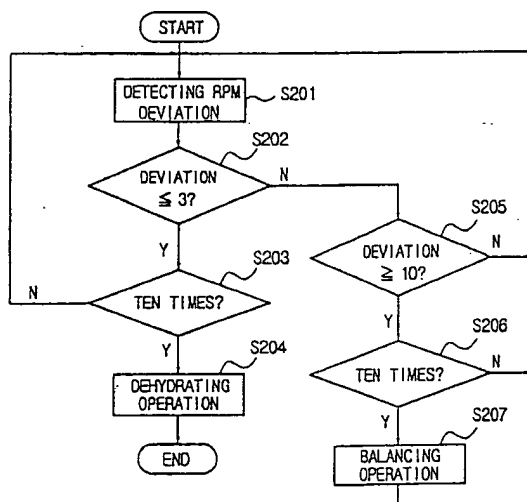 START
DETECTING RPM
DEVIATION
S201
S202
DEVIATION
≦ 3?
N
Y
S203
TEN TIMES?
N
Y
S204
DEHYDRATING
OPERATION
END
S205
DEVIATION
≧ 10?
N
Y
S206
TEN TIMES?
N
Y
S207
BALANCING
OPERATION